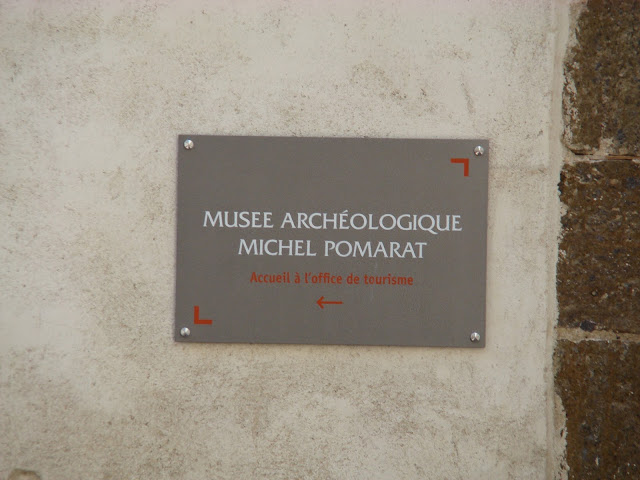 MUSEE ARCHÉOLOGIQUE
MICHEL POMARAT
Accueil à l'office de tourisme
←